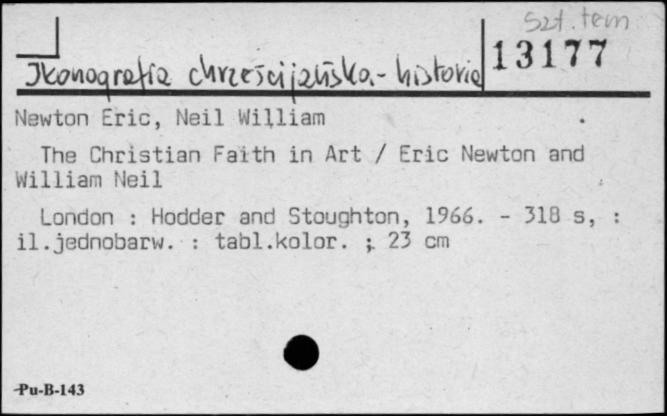 Szt. tem
13177
Ikonografia chrześcijańska - historia
Newton Eric, Neil William
The Christian Faith in Art / Eric Newton and
William Neil
London : Hodder and Stoughton, 1966. - 318 s, :
il.jednobarw. : tabl.kolor. ; 23 cm
Pu-B-143